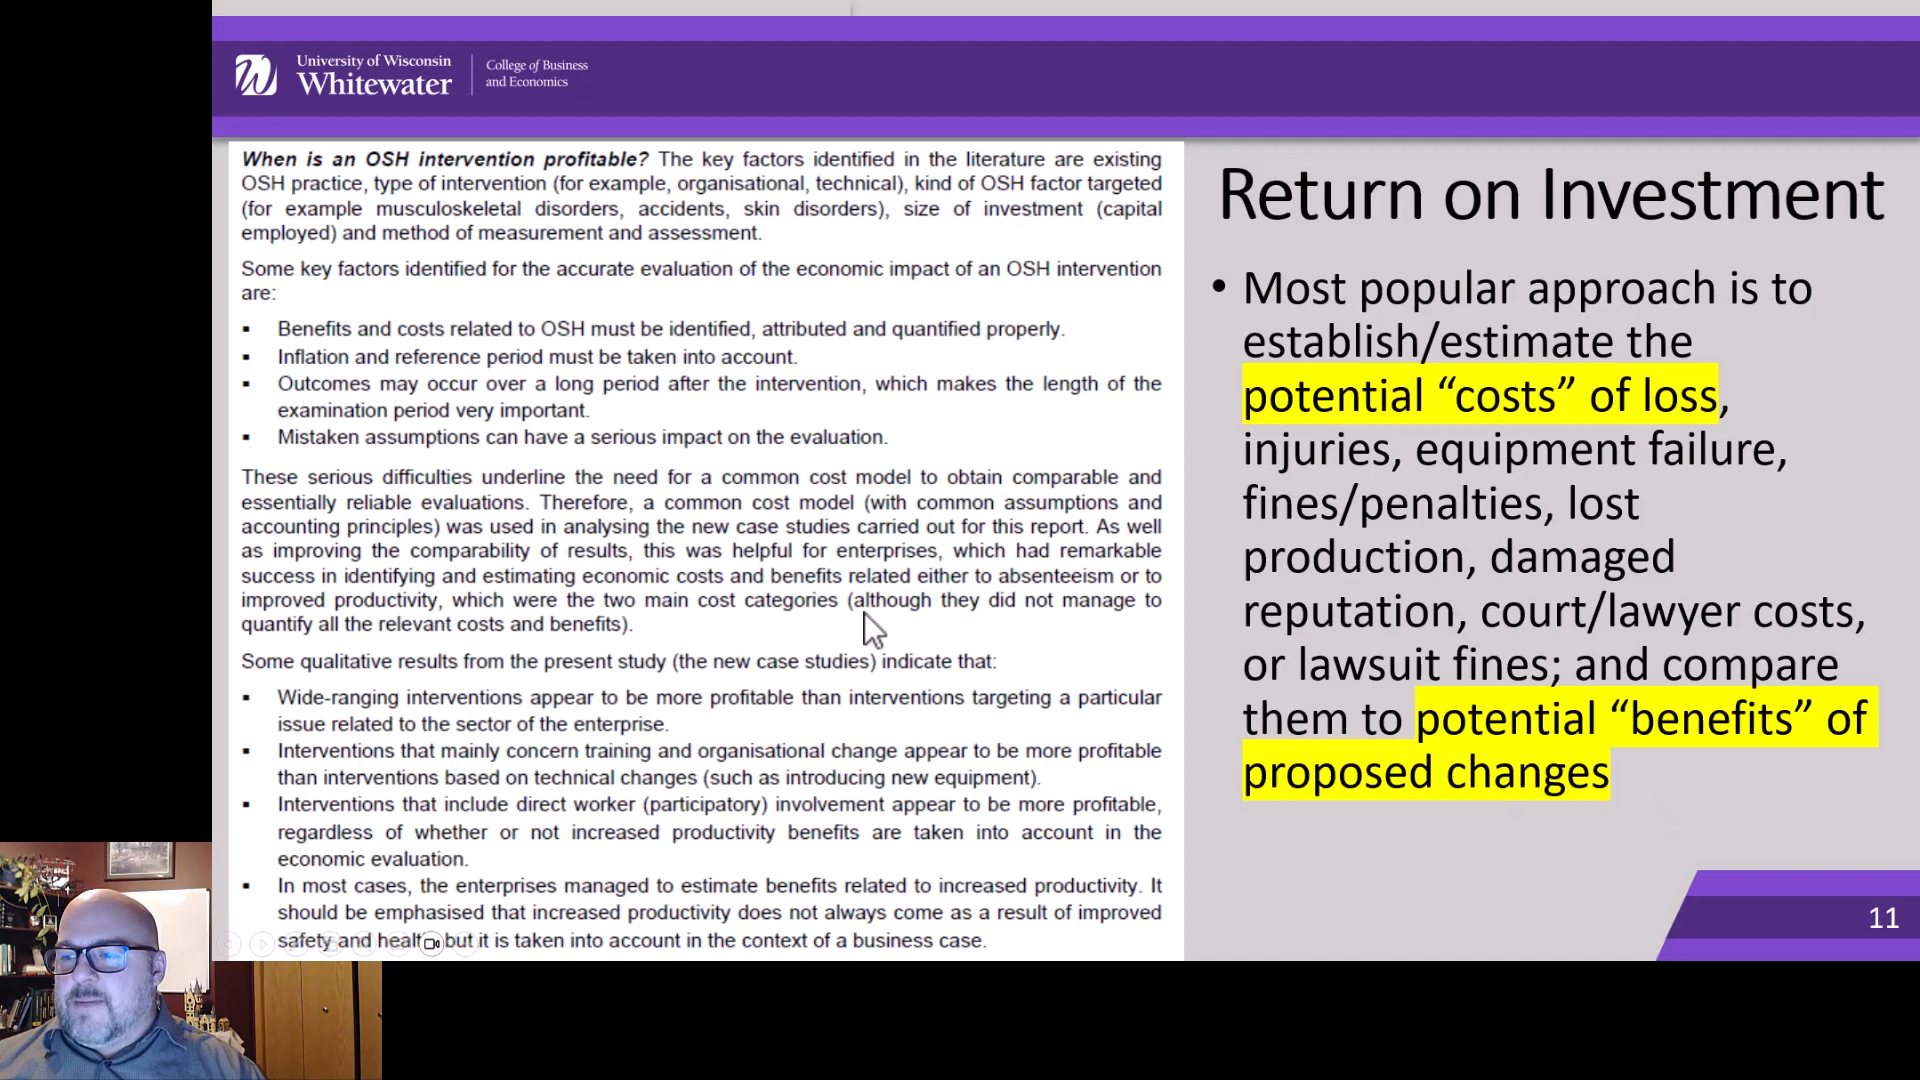 University of Wisconsin
Whitewater
College of Business
and Economics
When is an OSH intervention profitable? The key factors identified in the literature are existing
OSH practice, type of intervention (for example, organisational, technical), kind of OSH factor targeted
(for example musculoskeletal disorders, accidents, skin disorders), size of investment (capital
employed) and method of measurement and assessment.
Some key factors identified for the accurate evaluation of the economic impact of an OSH intervention
are:
▪ Benefits and costs related to OSH must be identified, attributed and quantified properly.
▪ Inflation and reference period must be taken into account.
▪ Outcomes may occur over a long period after the intervention, which makes the length of the
examination period very important.
▪ Mistaken assumptions can have a serious impact on the evaluation.
These serious difficulties underline the need for a common cost model to obtain comparable and
essentially reliable evaluations. Therefore, a common cost model (with common assumptions and
accounting principles) was used in analysing the new case studies carried out for this report. As well
as improving the comparability of results, this was helpful for enterprises, which had remarkable
success in identifying and estimating economic costs and benefits related either to absenteeism or to
improved productivity, which were the two main cost categories (although they did not manage to
quantify all the relevant costs and benefits).
Some qualitative results from the present study (the new case studies) indicate that:
▪ Wide-ranging interventions appear to be more profitable than interventions targeting a particular
issue related to the sector of the enterprise.
▪ Interventions that mainly concern training and organisational change appear to be more profitable
than interventions based on technical changes (such as introducing new equipment).
▪ Interventions that include direct worker (participatory) involvement appear to be more profitable,
regardless of whether or not increased productivity benefits are taken into account in the
economic evaluation.
▪ In most cases, the enterprises managed to estimate benefits related to increased productivity. It
should be emphasised that increased productivity does not always come as a result of improved
safety and health but it is taken into account in the context of a business case.
Return on Investment
• Most popular approach is to
establish/estimate the
potential “costs” of loss,
injuries, equipment failure,
fines/penalties, lost
production, damaged
reputation, court/lawyer costs,
or lawsuit fines; and compare
them to potential “benefits” of
proposed changes
11